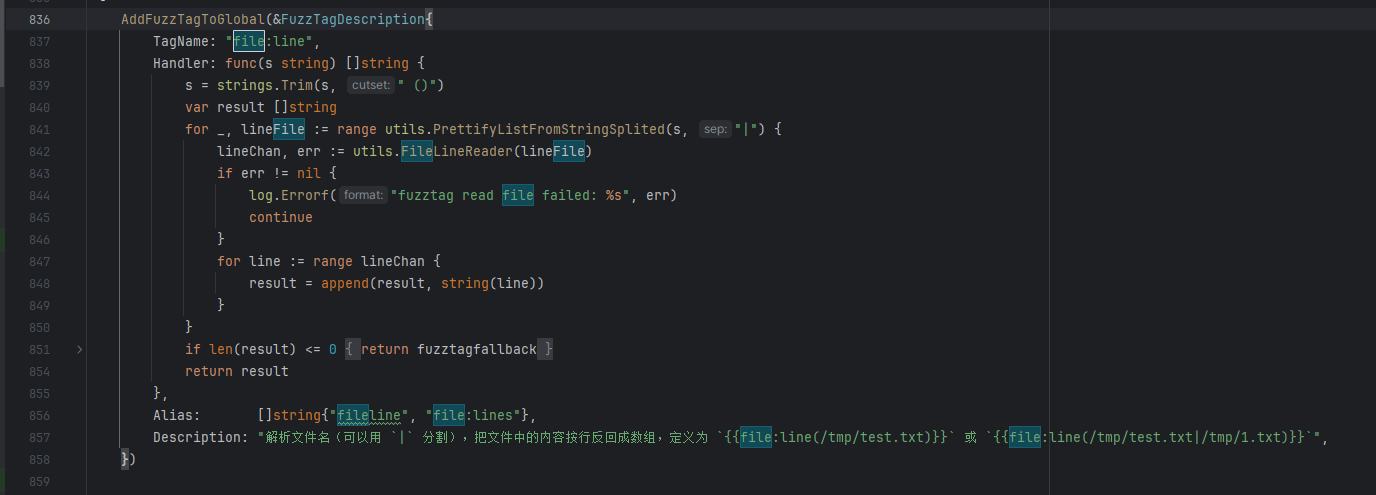 836 AddFuzzTagToGlobal(&FuzzTagDescription{
837 TagName: "file:line",
838 Handler: func(s string) []string {
839 s = strings.Trim(s, cutset: " ()")
840 var result []string
841 for _, lineFile := range utils.PrettifyListFromStringSplited(s, sep: "|") {
842 lineChan, err := utils.FileLineReader(lineFile)
843 if err != nil {
844 log.Errorf( format: "fuzztag read file failed: %s", err)
845 continue
846 }
847 for line := range lineChan {
848 result = append(result, string(line))
849 }
850 }
851 if len(result) <= 0 { return fuzztagfallback }
854 return result
855 },
856 Alias: []string{"fileline", "file:lines"},
857 Description: "解析文件名（可以用 `|` 分割），把文件中的内容按行反回成数组，定义为 `{{file:line(/tmp/test.txt)}}` 或 `{{file:line(/tmp/test.txt|/tmp/1.txt)}}`",
858 })
859